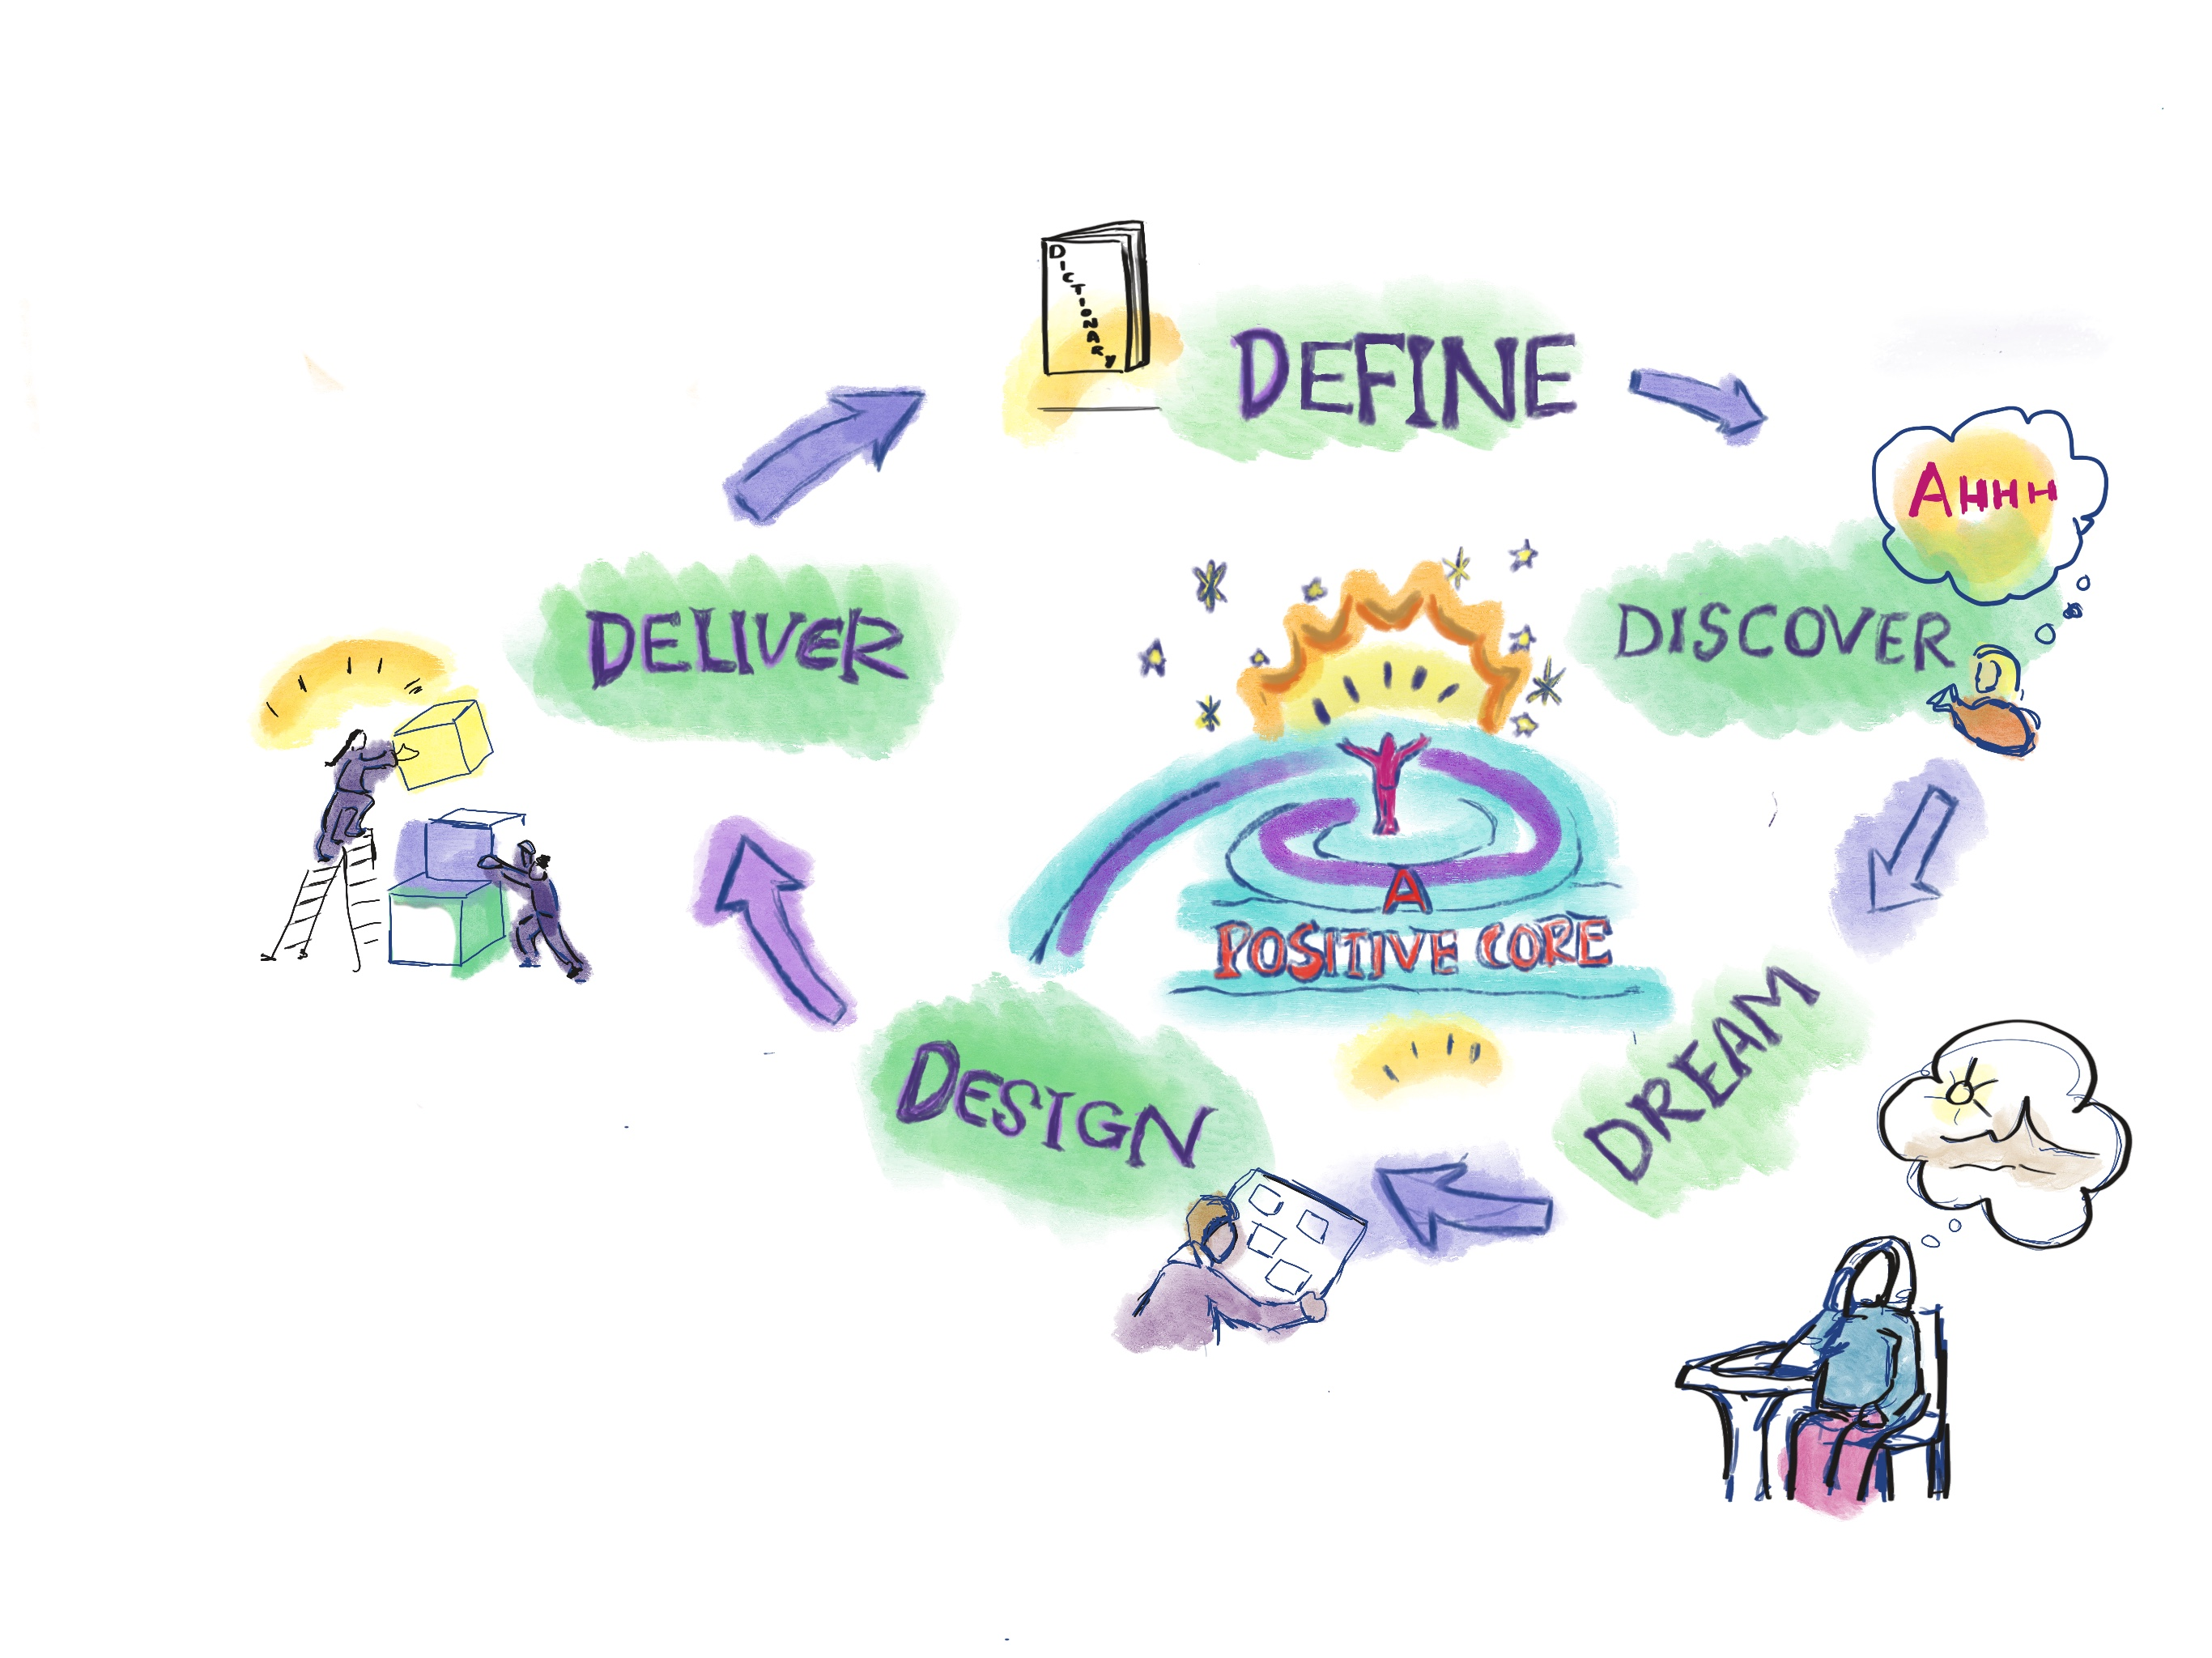 DICTIONARY
DEFINE
AHHH
DISCOVER
DELIVER
A
POSITIVE CORE
DREAM
DESIGN